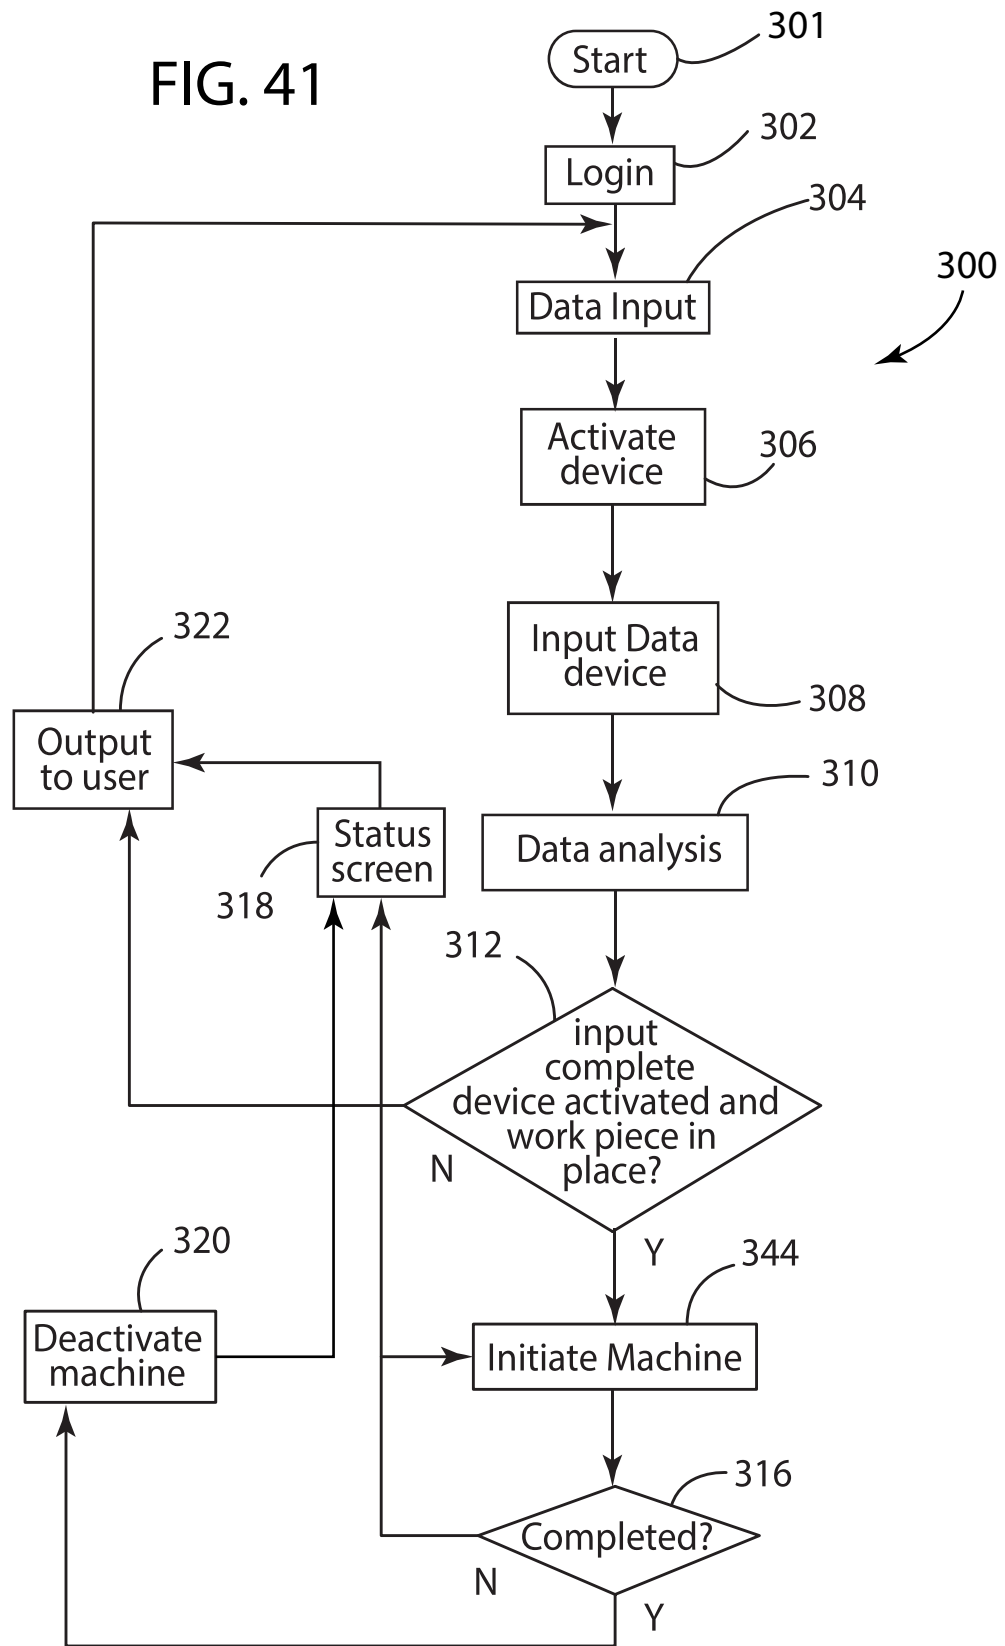 FIG. 41
Start
301
302
Login
304
300
Data Input
Activate
device
306
322
Input Data
device
308
Output
to user
310
Status
screen
Data analysis
318
312
input
complete
device activated and
work piece in
place?
N
320
Y
344
Deactivate
machine
Initiate Machine
316
Completed?
N
Y